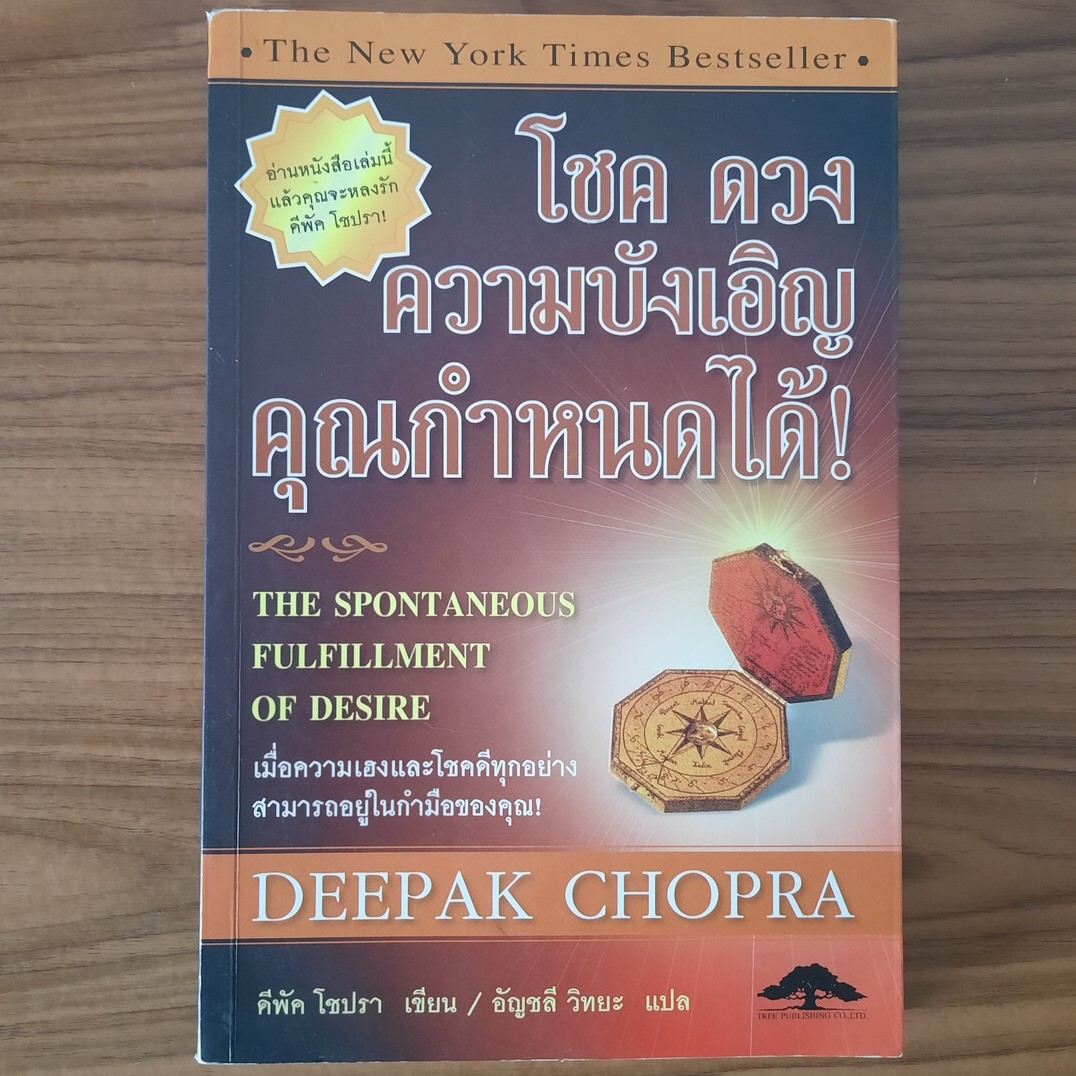 • The New York Times Bestseller •
อ่านหนังสือเล่มนี้
แล้วคุณจะหลงรัก
ดีพัค โชปรา!
โชค ดวง
ความบังเอิญ
คุณกำหนดได้!
THE SPONTANEOUS
FULFILLMENT
OF DESIRE
เมื่อความเฮงและโชคดีทุกอย่าง
สามารถอยู่ในกำมือของคุณ!
DEEPAK CHOPRA
ดีพัค โชปรา เขียน / อัญชลี วิทยะ แปล
TREE PUBLISHING CO.,LTD.